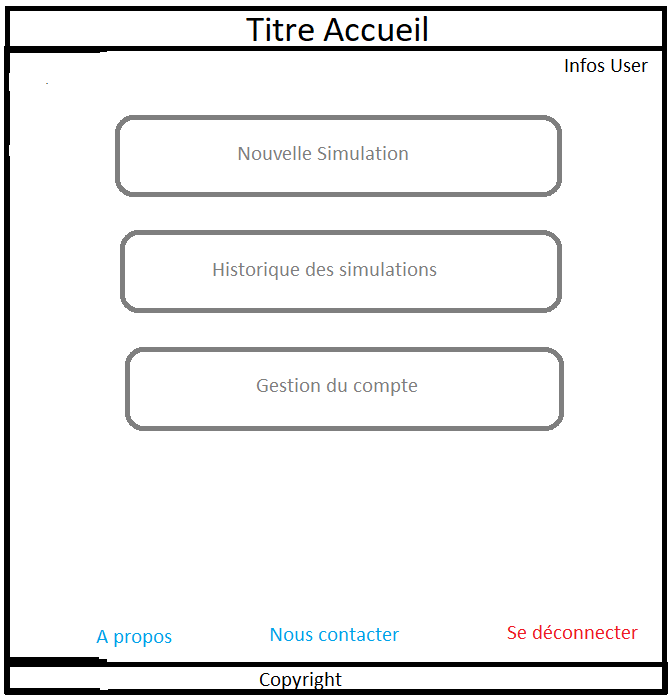 Titre Accueil
Infos User
Nouvelle Simulation
Historique des simulations
Gestion du compte
A propos
Nous contacter
Se déconnecter
Copyright